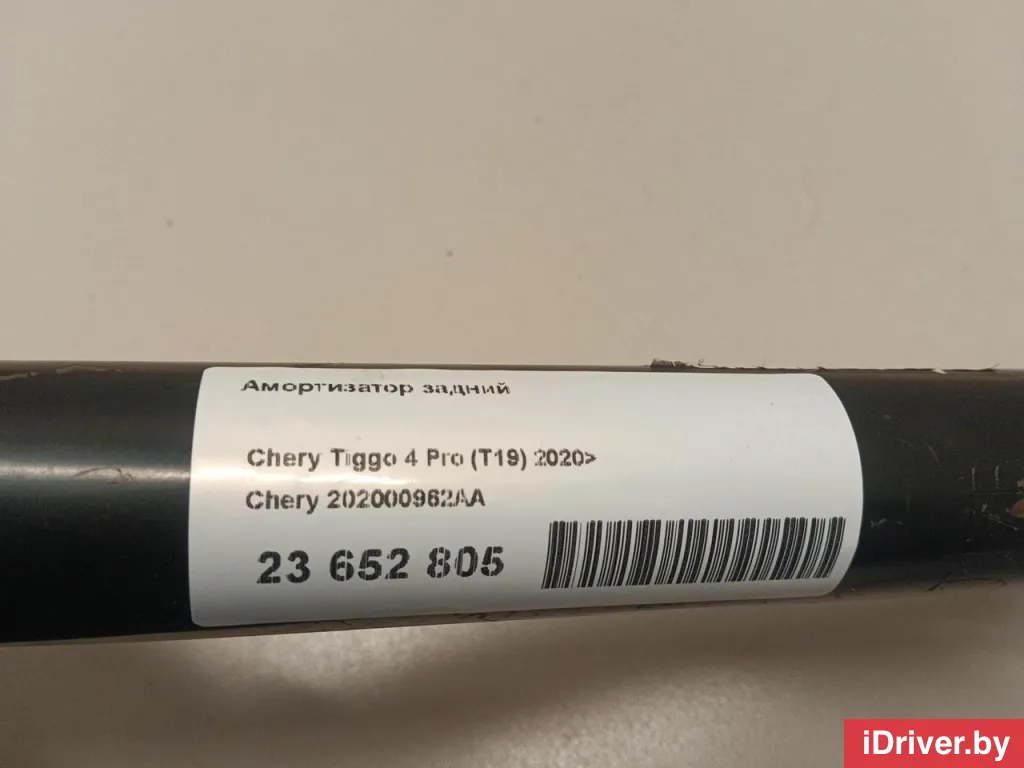 Амортизатор задний
Chery Tiggo 4 Pro (T19) 2020>
Chery 202000962AA
23 652 805
iDriver.by